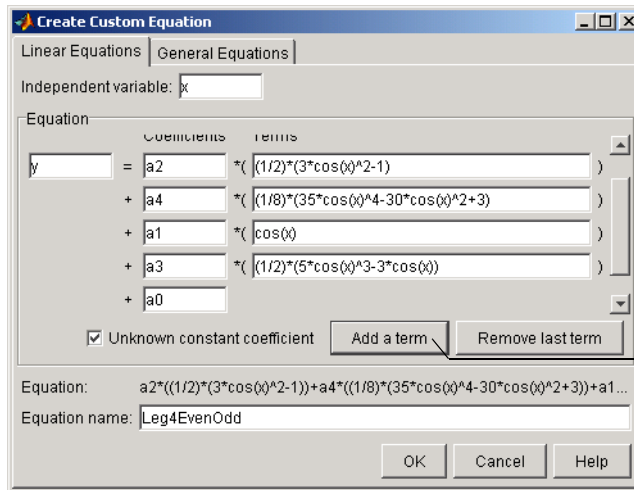 Create Custom Equation
Linear Equations General Equations
Independent variable: x
Equation
Coefficients Terms
y = a2 *( (1/2)*(3*cos(x)^2-1) )
+ a4 *( (1/8)*(35*cos(x)^4-30*cos(x)^2+3) )
+ a1 *( cos(x) )
+ a3 *( (1/2)*(5*cos(x)^3-3*cos(x)) )
+ a0
Unknown constant coefficient Add a term Remove last term
Equation: a2*((1/2)*(3*cos(x)^2-1))+a4*((1/8)*(35*cos(x)^4-30*cos(x)^2+3))+a1...
Equation name: Leg4EvenOdd
OK Cancel Help